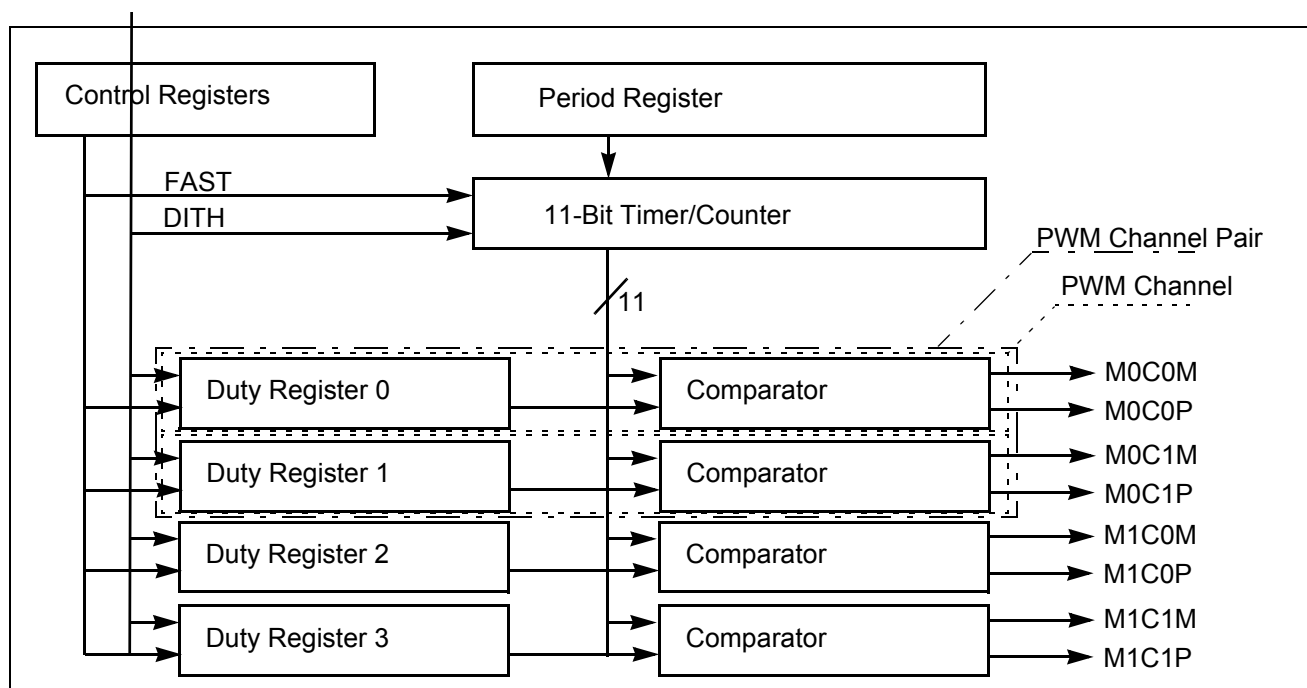 Control Registers
Period Register
FAST
DITH
11-Bit Timer/Counter
PWM Channel Pair
PWM Channel
11
Duty Register 0
Comparator
M0C0M
M0C0P
Duty Register 1
Comparator
M0C1M
M0C1P
Duty Register 2
Comparator
M1C0M
M1C0P
Duty Register 3
Comparator
M1C1M
M1C1P